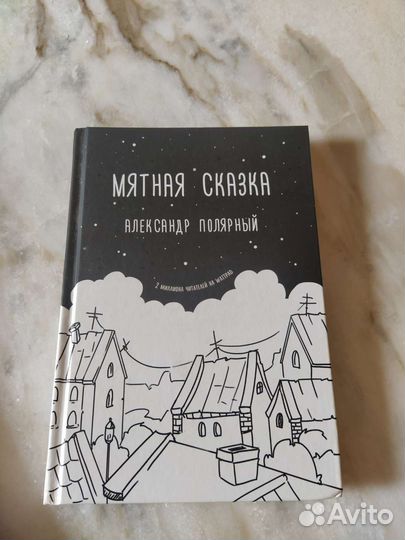 МЯТНАЯ СКАЗКА
АЛЕКСАНДР ПОЛЯРНЫЙ
2 МИЛЛИОНА ЧИТАТЕЛЕЙ НА WATTPAD
Avito